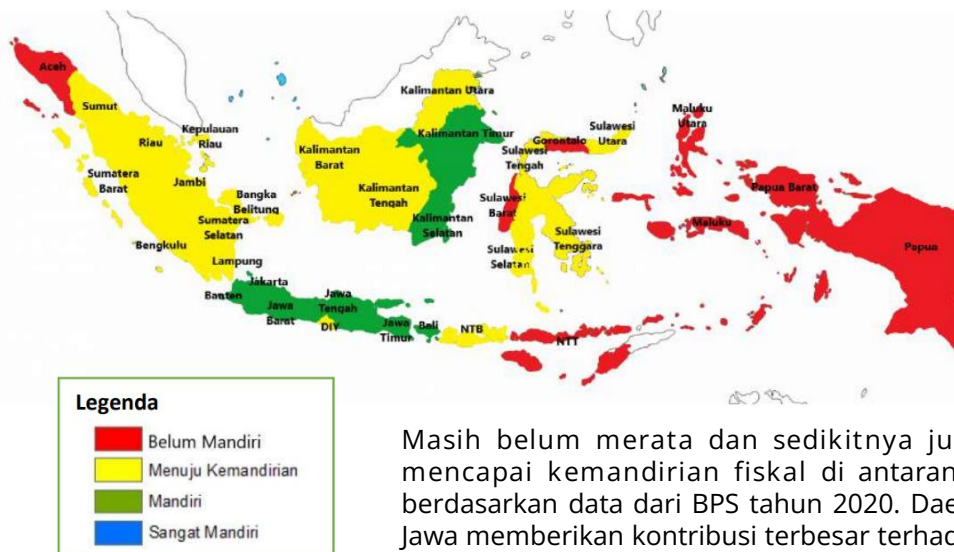 Aceh
Sumut
Riau
Kepulauan
Riau
Sumatera
Barat
Jambi
Bangka
Belitung
Sumatera
Selatan
Bengkulu
Lampung
Kalimantan Utara
Kalimantan Timur
Kalimantan
Barat
Kalimantan
Tengah
Kalimantan
Selatan
Gorontalo
Sulawesi
Utara
Sulawesi
Tengah
Sulawesi
Barat
Sulawesi
Tenggara
Sulawesi
Selatan
Maluku
Utara
Papua Barat
Maluku
Papua
Jakarta
Banten
Jawa
Barat
Jawa
Tengah
DIY
Jawa
Timur
Bali
NTB
NTT
Legenda
Belum Mandiri
Menuju Kemandirian
Mandiri
Sangat Mandiri
Masih belum merata dan sedikitnya ju
mencapai kemandirian fiskal di antaran
berdasarkan data dari BPS tahun 2020. Dae
Jawa memberikan kontribusi terbesar terhad